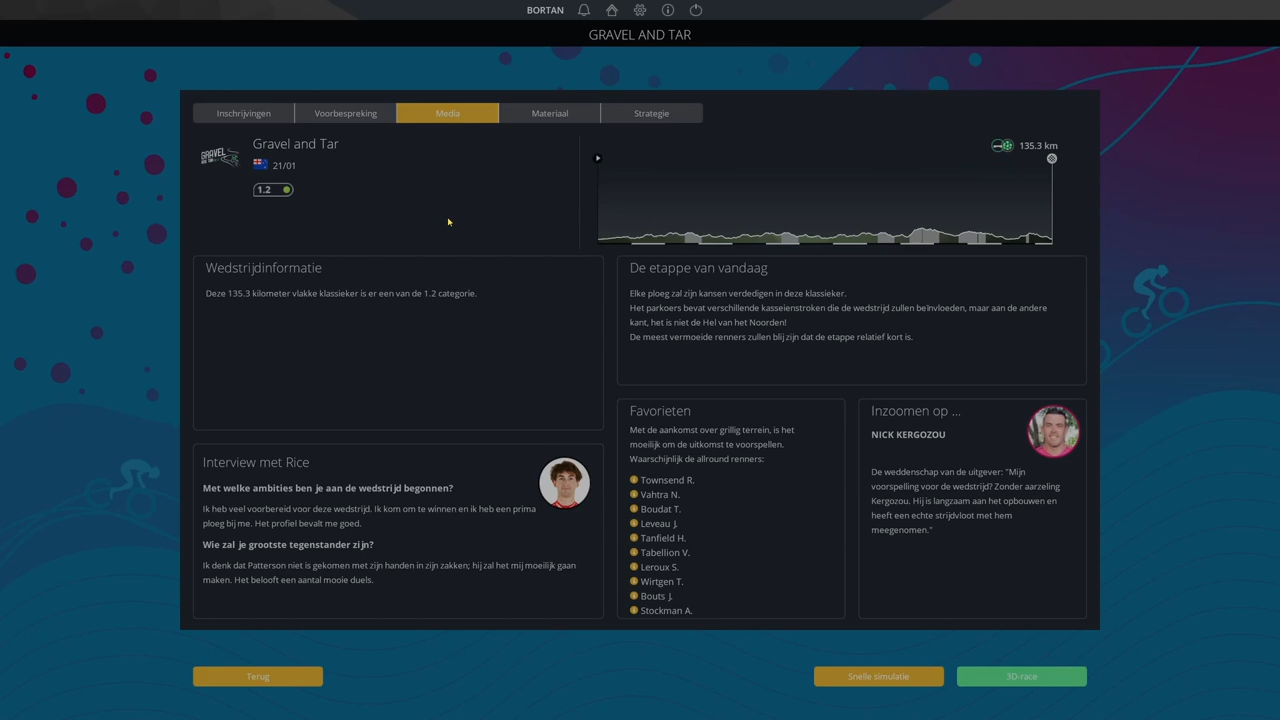 BORTAN
GRAVEL AND TAR
Inschrijvingen
Voorbespreking
Media
Materiaal
Strategie
GRAVEL
AND TAR
Gravel and Tar
21/01
1.2
135.3 km
Wedstrijdinformatie
Deze 135.3 kilometer vlakke klassieker is er een van de 1.2 categorie.
De etappe van vandaag
Elke ploeg zal zijn kansen verdedigen in deze klassieker.
Het parkoers bevat verschillende kasseienstroken die de wedstrijd zullen beïnvloeden, maar aan de andere
kant, het is niet de Hel van het Noorden!
De meest vermoeide renners zullen blij zijn dat de etappe relatief kort is.
Interview met Rice
Met welke ambities ben je aan de wedstrijd begonnen?
Ik heb veel voorbereid voor deze wedstrijd. Ik kom om te winnen en ik heb een prima
ploeg bij me. Het profiel bevalt me goed.
Wie zal je grootste tegenstander zijn?
Ik denk dat Patterson niet is gekomen met zijn handen in zijn zakken; hij zal het mij moeilijk gaan
maken. Het belooft een aantal mooie duels.
Favorieten
Met de aankomst over grillig terrein, is het
moeilijk om de uitkomst te voorspellen.
Waarschijnlijk de allround renners:
Townsend R.
Vahtra N.
Boudat T.
Leveau J.
Tanfield H.
Tabellion V.
Leroux S.
Wirtgen T.
Bouts J.
Stockman A.
Inzoomen op ...
NICK KERGOZOU
De weddenschap van de uitgever: "Mijn
voorspelling voor de wedstrijd? Zonder aarzeling
Kergozou. Hij is langzaam aan het opbouwen en
heeft een echte strijdvloot met hem
meegenomen."
Terug
Snelle simulatie
3D-race